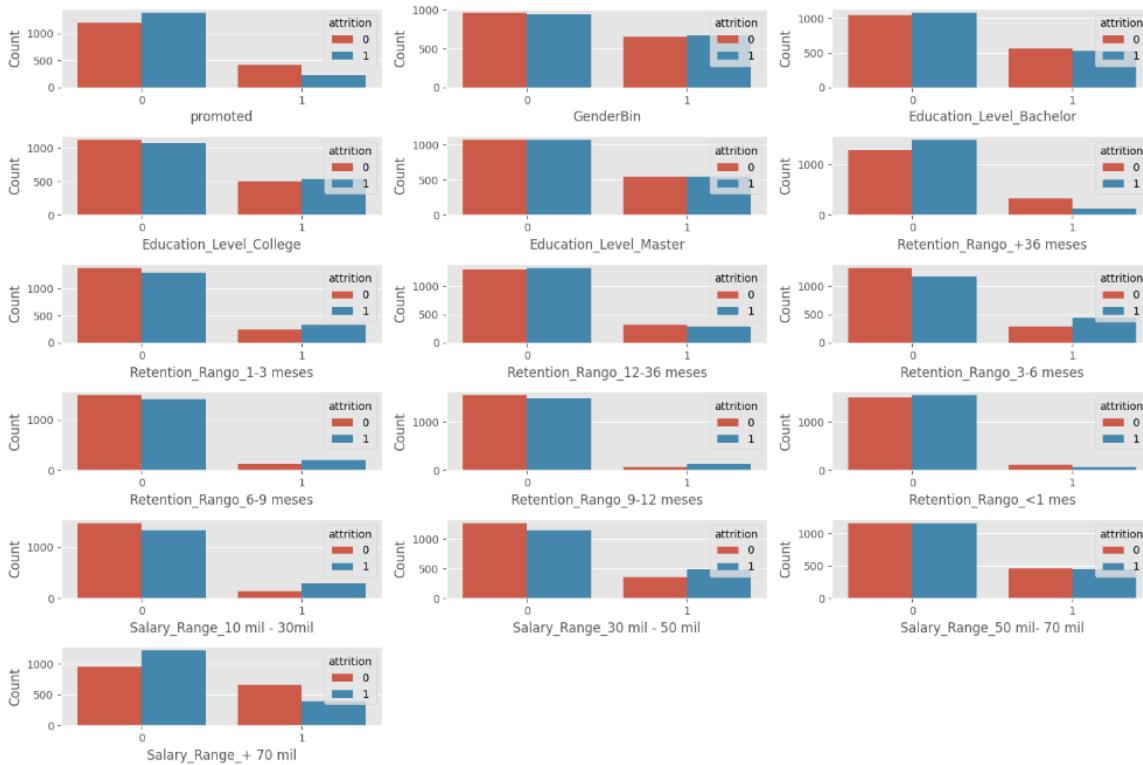 Count
1000
500
0
0
1
promoted
attrition
0
1
Count
1000
500
0
0
1
GenderBin
attrition
0
1
Count
1000
500
0
0
1
Education_Level_Bachelor
attrition
0
1
Count
1000
500
0
0
1
Education_Level_College
attrition
0
1
Count
1000
500
0
0
1
Education_Level_Master
attrition
0
1
Count
1000
0
0
1
Retention_Rango_+36 meses
attrition
0
1
Count
1000
500
0
0
1
Retention_Rango_1-3 meses
attrition
0
1
Count
1000
500
0
0
1
Retention_Rango_12-36 meses
attrition
0
1
Count
1000
500
0
0
1
Retention_Rango_3-6 meses
attrition
0
1
Count
1000
0
0
1
Retention_Rango_6-9 meses
attrition
0
1
Count
1000
0
0
1
Retention_Rango_9-12 meses
attrition
0
1
Count
1000
0
0
1
Retention_Rango_<1 mes
attrition
0
1
Count
1000
0
0
1
Salary_Range_10 mil - 30mil
attrition
0
1
Count
1000
500
0
0
1
Salary_Range_30 mil - 50 mil
attrition
0
1
Count
1000
500
0
0
1
Salary_Range_50 mil- 70 mil
attrition
0
1
Count
1000
500
0
0
1
Salary_Range_+ 70 mil
attrition
0
1